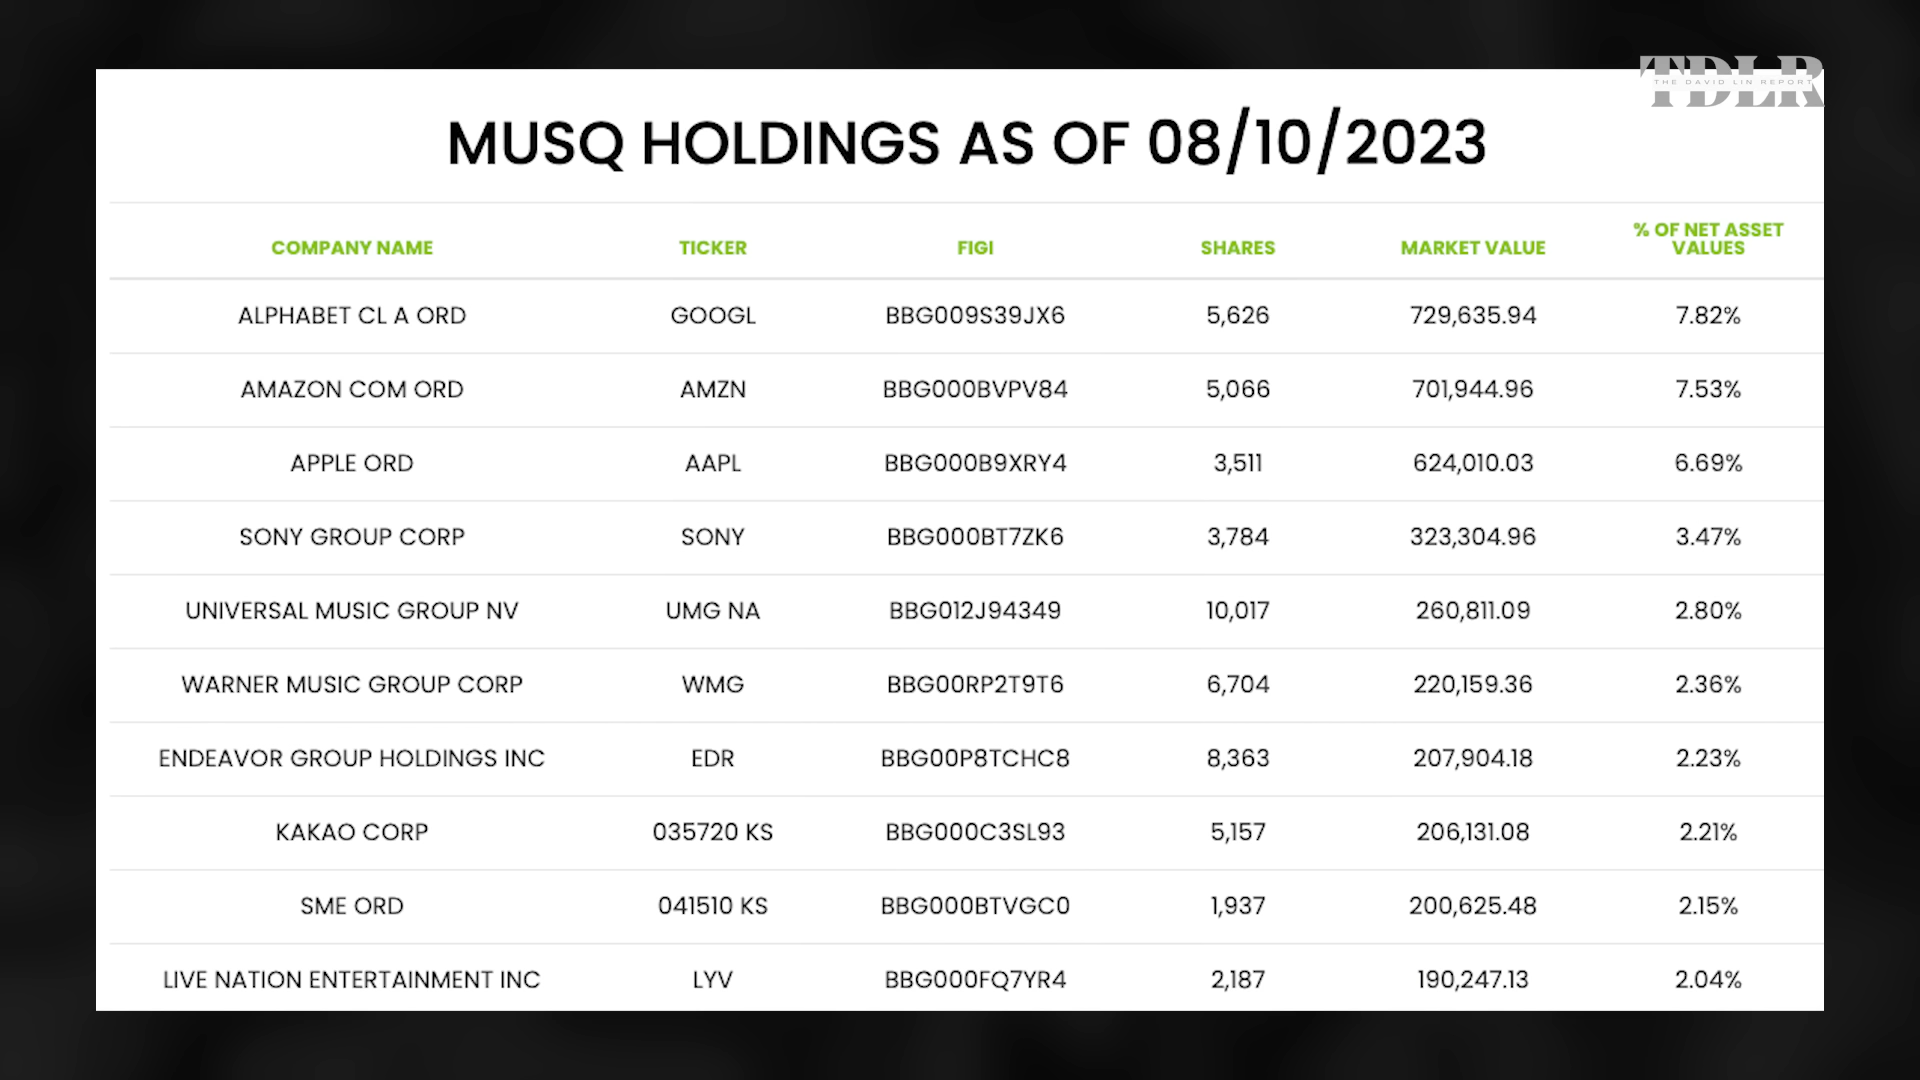 TDLR
THE DAVID LIN REPORT
MUSQ HOLDINGS AS OF 08/10/2023
COMPANY NAME TICKER FIGI SHARES MARKET VALUE % OF NET ASSET VALUES
ALPHABET CL A ORD GOOGL BBG009S39JX6 5,626 729,635.94 7.82%
AMAZON COM ORD AMZN BBG000BVPV84 5,066 701,944.96 7.53%
APPLE ORD AAPL BBG000B9XRY4 3,511 624,010.03 6.69%
SONY GROUP CORP SONY BBG000BT7ZK6 3,784 323,304.96 3.47%
UNIVERSAL MUSIC GROUP NV UMG NA BBG012J94349 10,017 260,811.09 2.80%
WARNER MUSIC GROUP CORP WMG BBG00RP2T9T6 6,704 220,159.36 2.36%
ENDEAVOR GROUP HOLDINGS INC EDR BBG00P8TCHC8 8,363 207,904.18 2.23%
KAKAO CORP 035720 KS BBG000C3SL93 5,157 206,131.08 2.21%
SME ORD 041510 KS BBG000BTVGC0 1,937 200,625.48 2.15%
LIVE NATION ENTERTAINMENT INC LYV BBG000FQ7YR4 2,187 190,247.13 2.04%